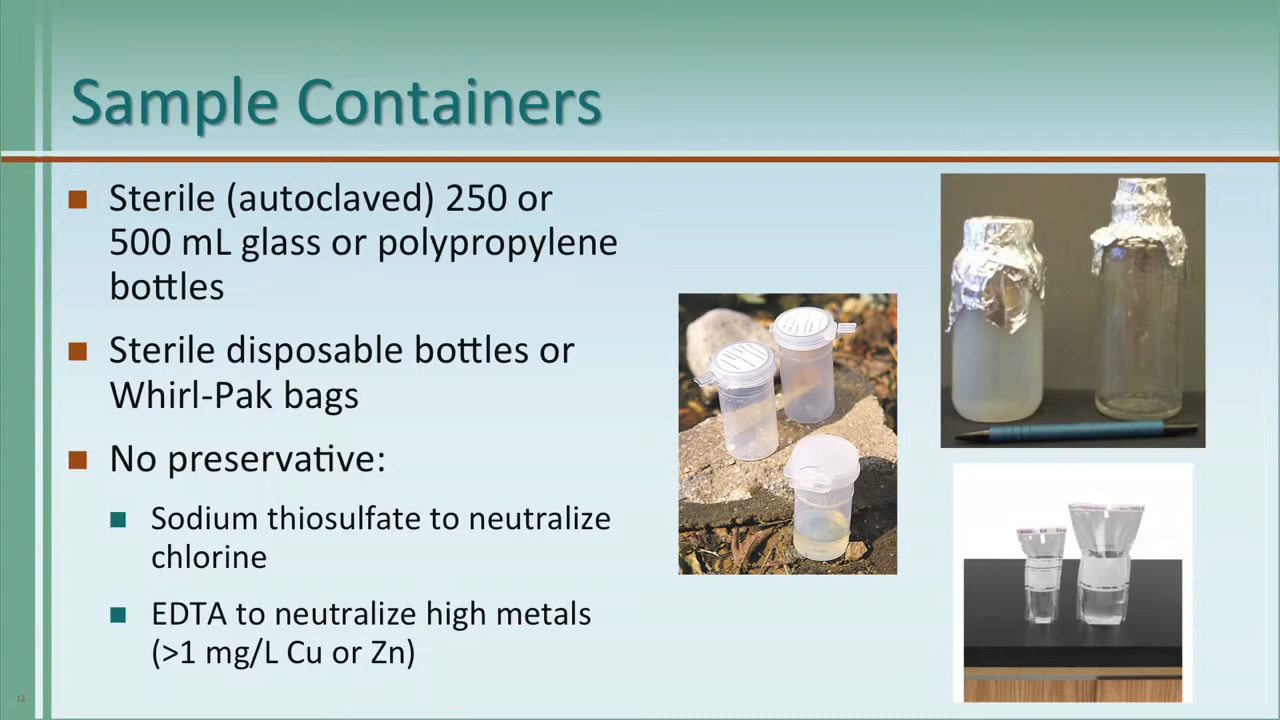 Sample Containers
Sterile (autoclaved) 250 or
500 mL glass or polypropylene
bottles
Sterile disposable bottles or
Whirl-Pak bags
No preservative:
Sodium thiosulfate to neutralize
chlorine
EDTA to neutralize high metals
(>1 mg/L Cu or Zn)
12